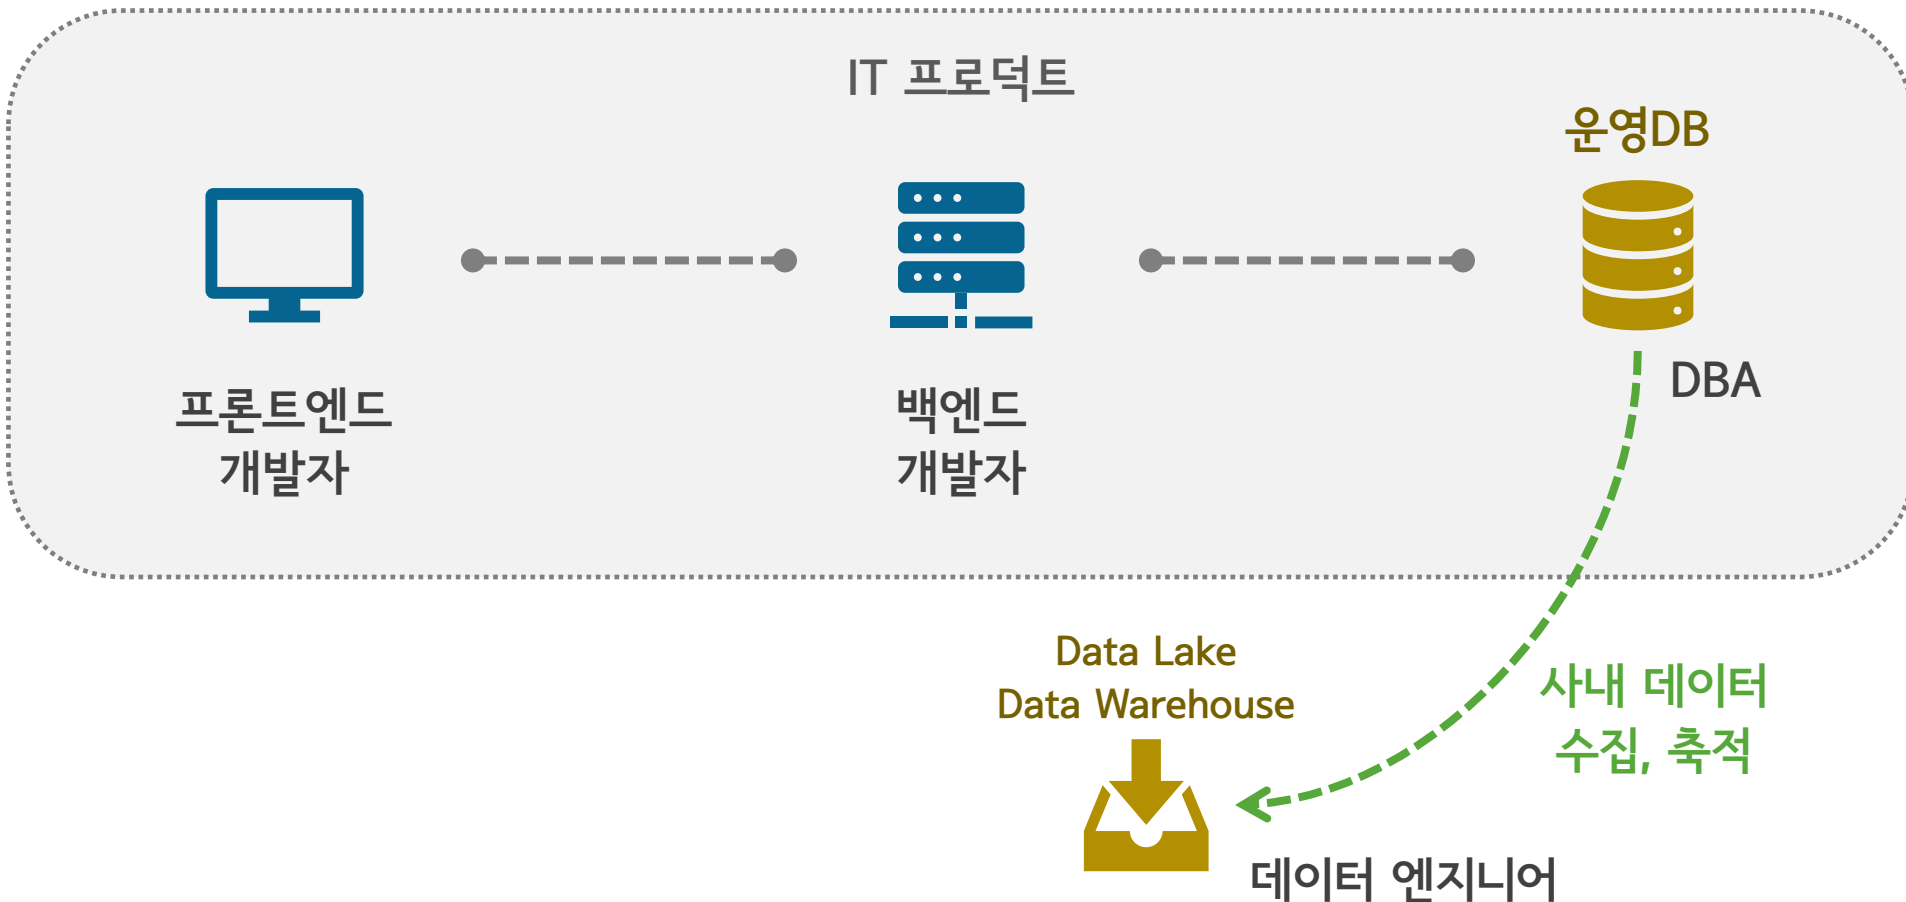 IT 프로덕트
운영DB
프론트엔드
개발자
백엔드
개발자
DBA
Data Lake
Data Warehouse
사내 데이터
수집, 축적
데이터 엔지니어